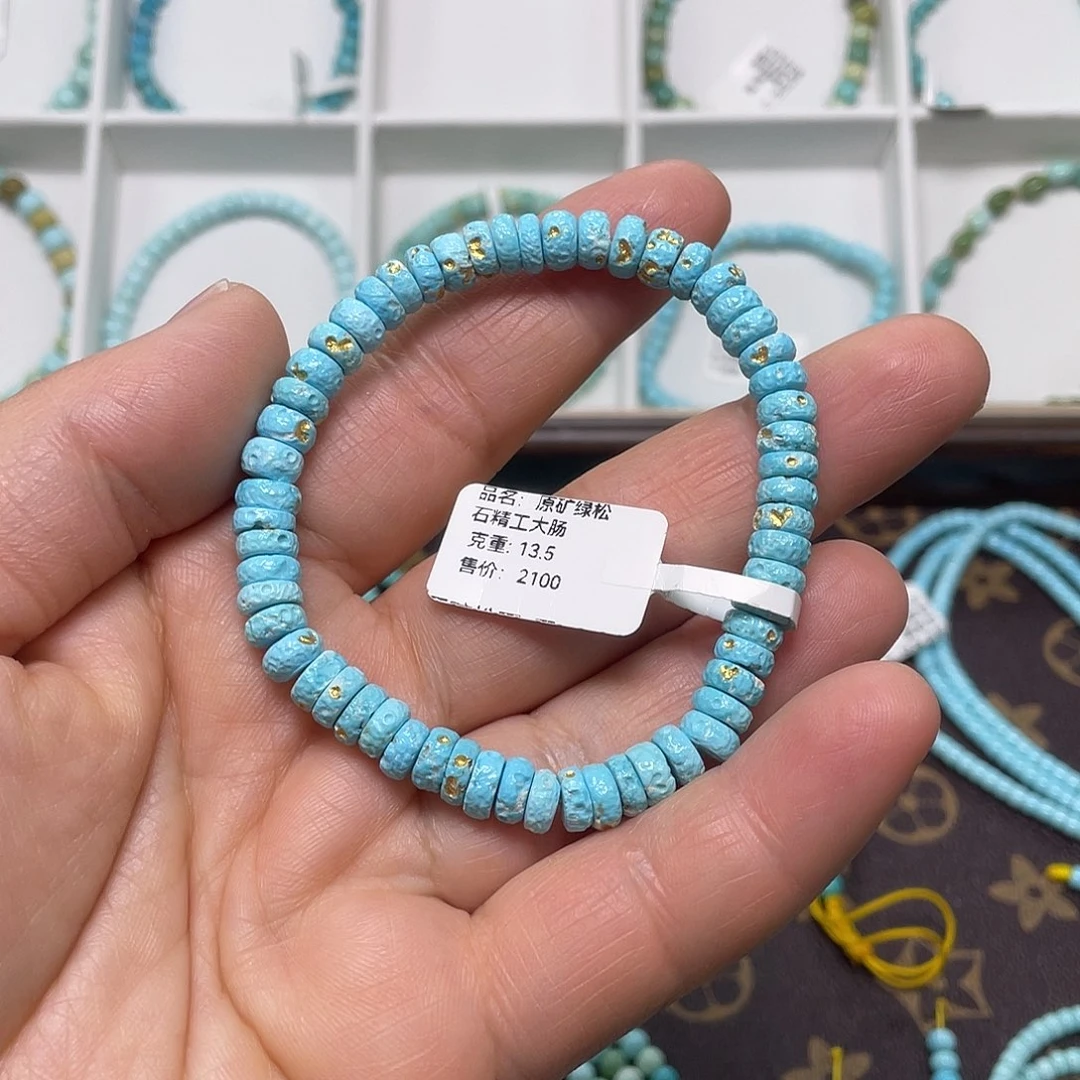 品名: 原矿绿松
石精工大肠
克重: 13.5
售价: 2100